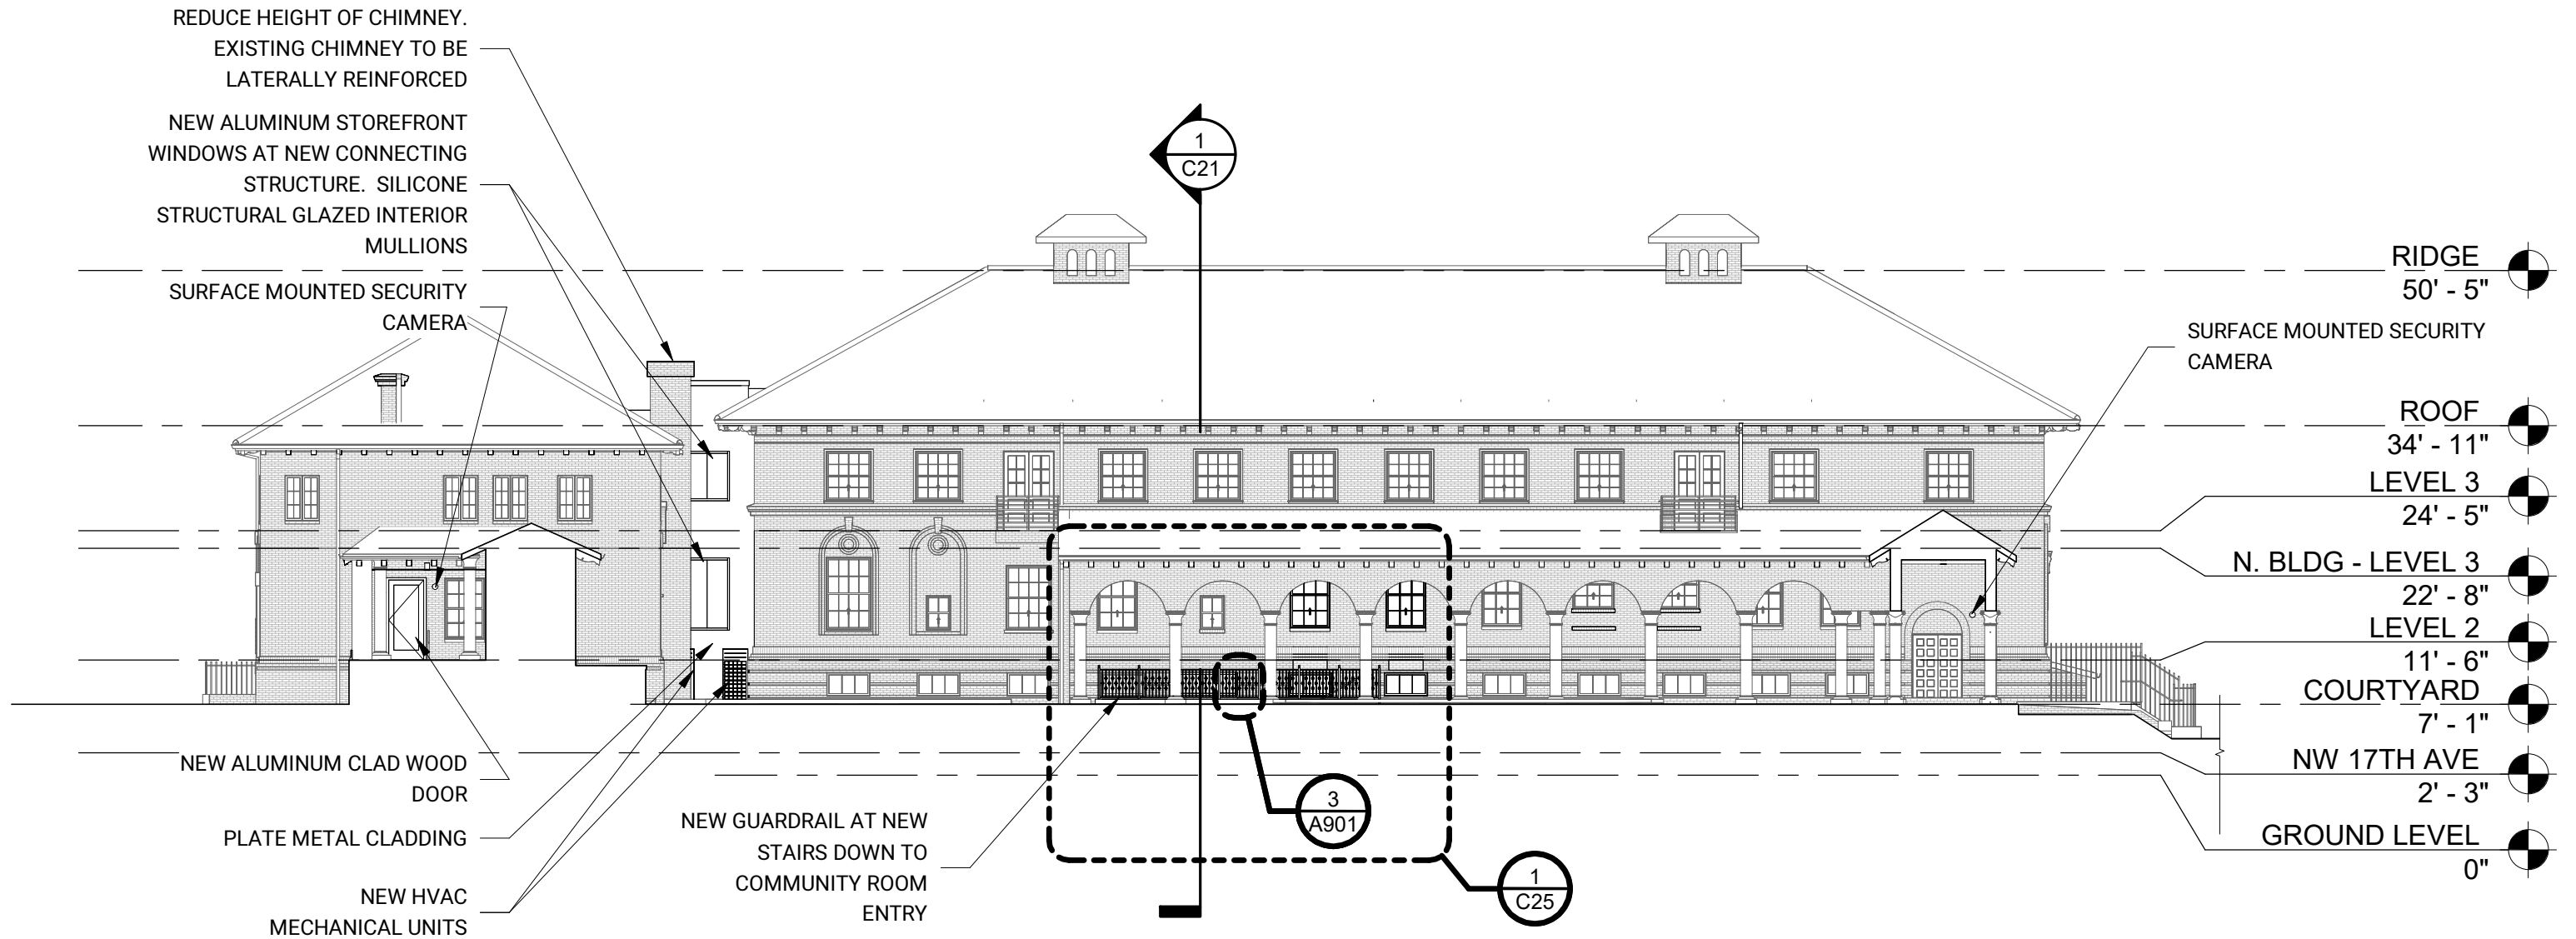 REDUCE HEIGHT OF CHIMNEY.
EXISTING CHIMNEY TO BE
LATERALLY REINFORCED
NEW ALUMINUM STOREFRONT
WINDOWS AT NEW CONNECTING
STRUCTURE. SILICONE
STRUCTURAL GLAZED INTERIOR
MULLIONS
SURFACE MOUNTED SECURITY
CAMERA
1
C21
RIDGE
50' - 5"
SURFACE MOUNTED SECURITY
CAMERA
ROOF
34' - 11"
LEVEL 3
24' - 5"
N. BLDG - LEVEL 3
22' - 8"
LEVEL 2
11' - 6"
COURTYARD
7' - 1"
NW 17TH AVE
2' - 3"
GROUND LEVEL
0"
NEW ALUMINUM CLAD WOOD
DOOR
PLATE METAL CLADDING
NEW HVAC
MECHANICAL UNITS
NEW GUARDRAIL AT NEW
STAIRS DOWN TO
COMMUNITY ROOM
ENTRY
3
A901
1
C25